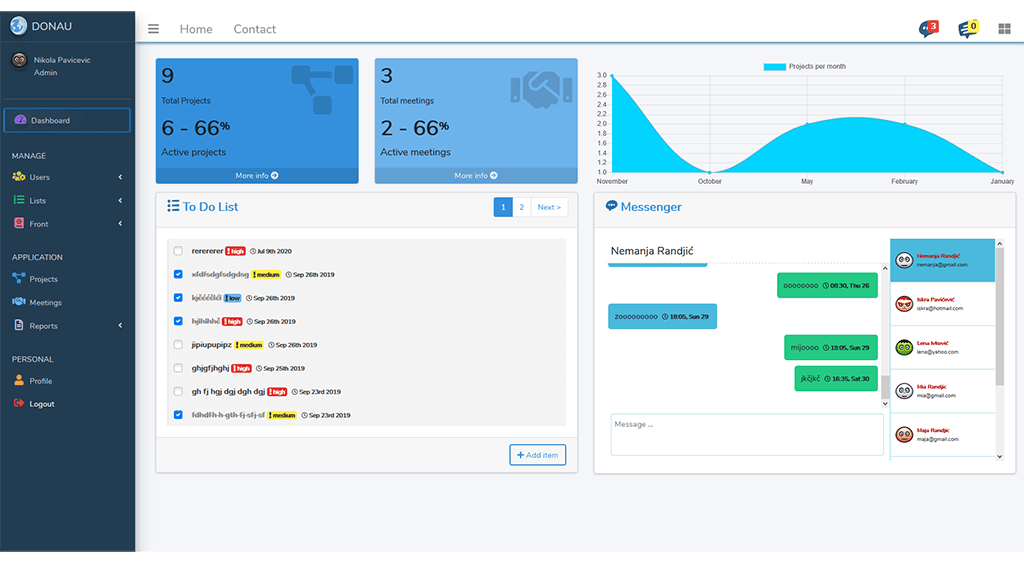 DONAU
Home
Contact
3
0
Nikola Pavicevic
Admin
Dashboard
MANAGE
Users
Lists
Front
APPLICATION
Projects
Meetings
Reports
PERSONAL
Profile
Logout
9
Total Projects
6 - 66%
Active projects
More info
3
Total meetings
2 - 66%
Active meetings
More info
Projects per month
3.0
2.8
2.6
2.4
2.2
2.0
1.8
1.6
1.4
1.2
1.0
November October May February January
To Do List
1 2 Next >
rerererer high Jul 9th 2020
xfdfsdgfsdgdsg medium Sep 26th 2019
low Sep 26th 2019
hjlhlhhč high Sep 26th 2019
jipiupupipz medium Sep 26th 2019
ghjgfjhghj high Sep 25th 2019
gh fj hgj dgj dgh dgj high Sep 23rd 2019
fdhdfh h gth fj sfj sf medium Sep 23rd 2019
+ Add item
Messenger
Nemanja Randjić
oooooooo 08:30, Thu 26
zooooooooo 18:05, Sun 29
mijoooo 18:05, Sun 29
jkčjkč 16:35, Sat 30
Message ...
Nemanja Randjić
nemanja@gmail.com
Iskra Pavićević
iskra@hotmail.com
Lena Mković
lena@yahoo.com
Mia Randjic
mia@gmail.com
Maja Randjic
maja@gmail.com